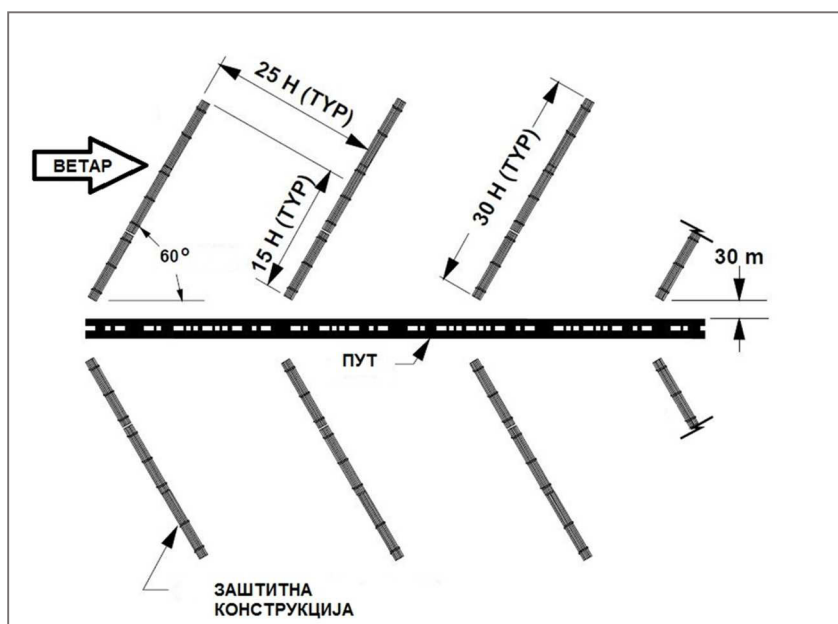 25 H (TYP)
ВЕТАР
15 H (TYP)
30 H (TYP)
60°
30 m
ПУТ
ЗАШТИТНА
КОНСТРУКЦИЈА